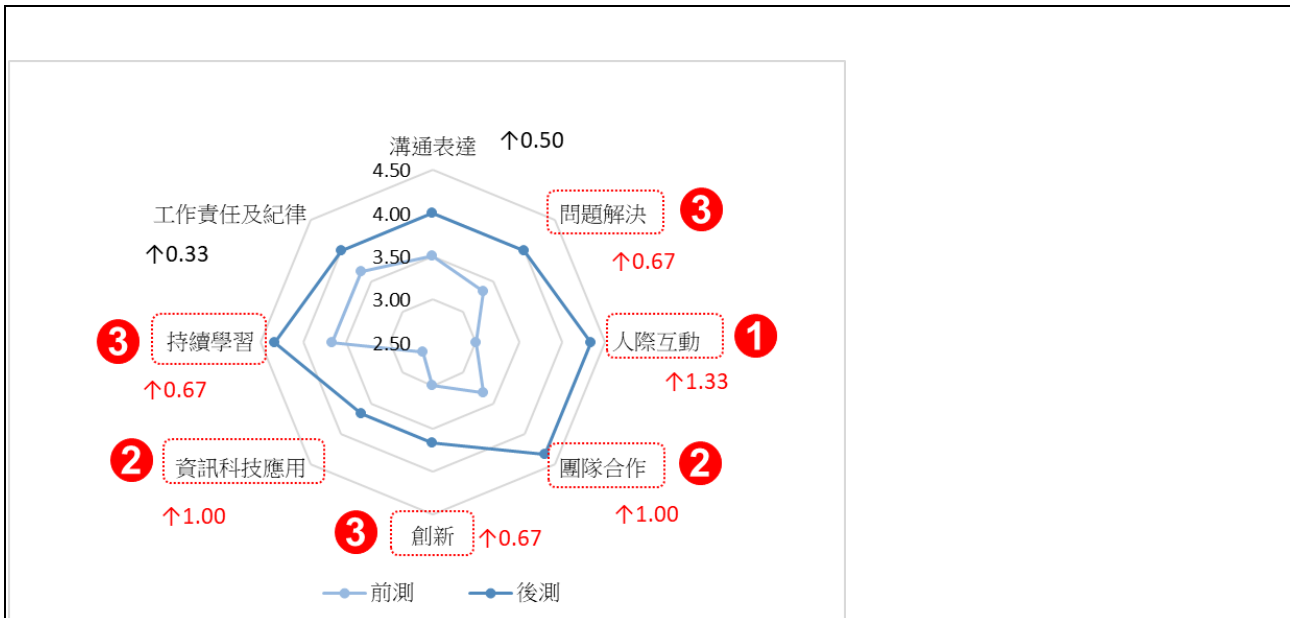 溝通表達 ↑0.50
4.50
工作責任及紀律
↑0.33
4.00
3.50
3.00
2.50
問題解決 3
↑0.67
人際互動 1
↑1.33
3 持續學習
↑0.67
2 資訊科技應用
↑1.00
團隊合作 2
↑1.00
3 創新 ↑0.67
前測 後測